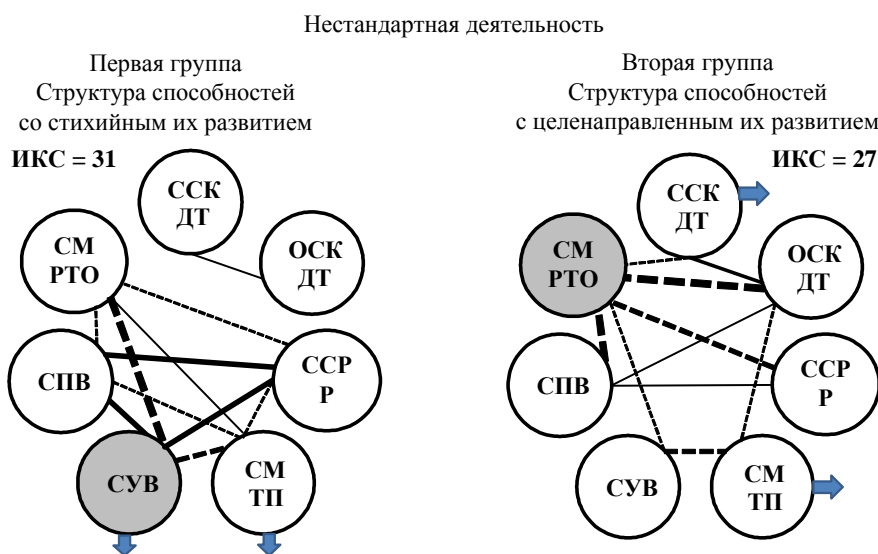 Нестандартная деятельность
Первая группа
Структура способностей
со стихийным их развитием
ИКС = 31
ССК
ДТ
СМ
РТО
ОСК
ДТ
СПВ
ССР
Р
СУВ
СМ
ТП
Вторая группа
Структура способностей
с целенаправленным их развитием
ИКС = 27
ССК
ДТ
СМ
РТО
ОСК
ДТ
СПВ
ССР
Р
СУВ
СМ
ТП